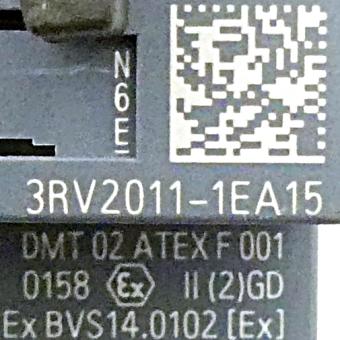 N6E
3RV2011-1EA15
DMT 02 ATEX F 001
0158 Ex II (2)GD
Ex BVS14.0102 [Ex]